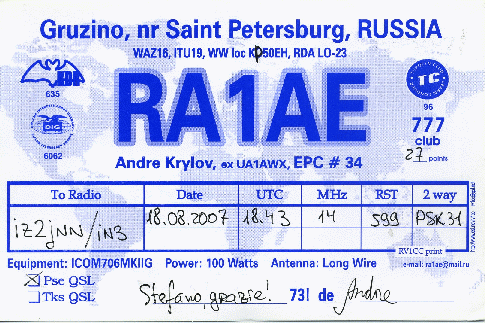 Gruzino, nr Saint Petersburg, RUSSIA
WAZ16, ITU19, WW loc KP50EH, RDA LO-23
635
DIG
6062
RA1AE
TC
96
777
club
27 points
Andre Krylov, ex UA1AWX, EPC # 34
To Radio Date UTC MHz RST 2 way
iz2jNN/iN3 18.08.2007 18.43 14 599 PSK31
RV1CC print
Equipment: ICOM706MKIIG Power: 100 Watts Antenna: Long Wire e-mail: ra1ae@mail.ru
Pse QSL
Tks QSL
Stefano, grazie! 73! de Andre